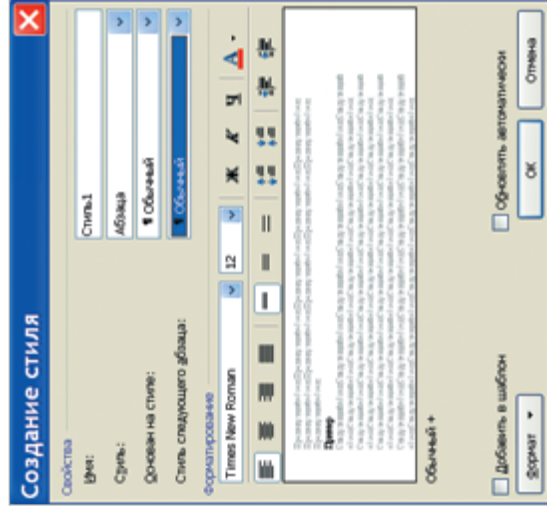 Создание стиля
Свойства
Имя: Стиль1
Стиль: Абзаца
Основан на стиле: ¶ Обычный
Стиль следующего абзаца: ¶ Обычный
Форматирование
Times New Roman 12 Ж К Ч А
Пример
Обычный +
Добавить в шаблон Обновлять автоматически
Формат ОК Отмена